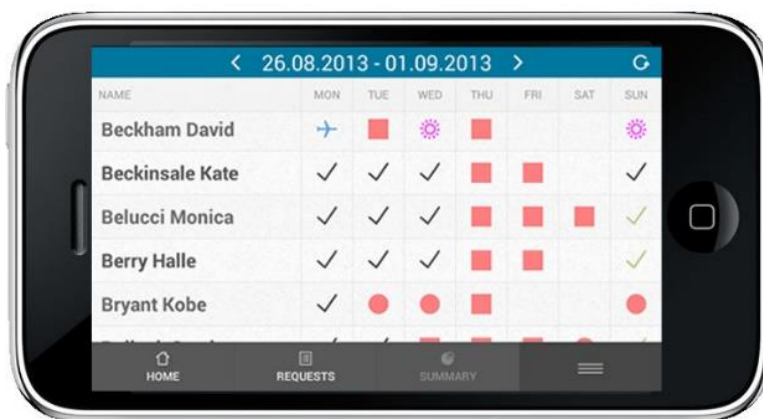 26.08.2013 - 01.09.2013
NAME MON TUE WED THU FRI SAT SUN
Beckham David
Beckinsale Kate
Belucci Monica
Berry Halle
Bryant Kobe
HOME REQUESTS SUMMARY